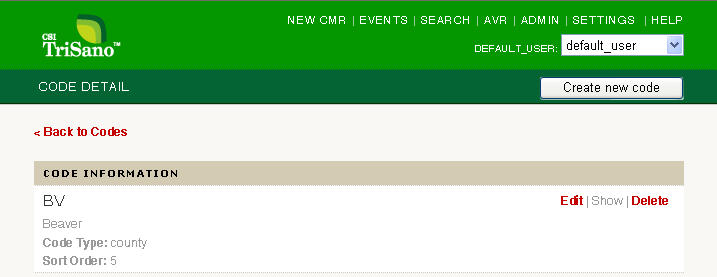 NEW CMR | EVENTS | SEARCH | AVR | ADMIN | SETTINGS | HELP
CSI
TriSano™
DEFAULT_USER: default_user
CODE DETAIL
Create new code
< Back to Codes
CODE INFORMATION
BV
Edit | Show | Delete
Beaver
Code Type: county
Sort Order: 5